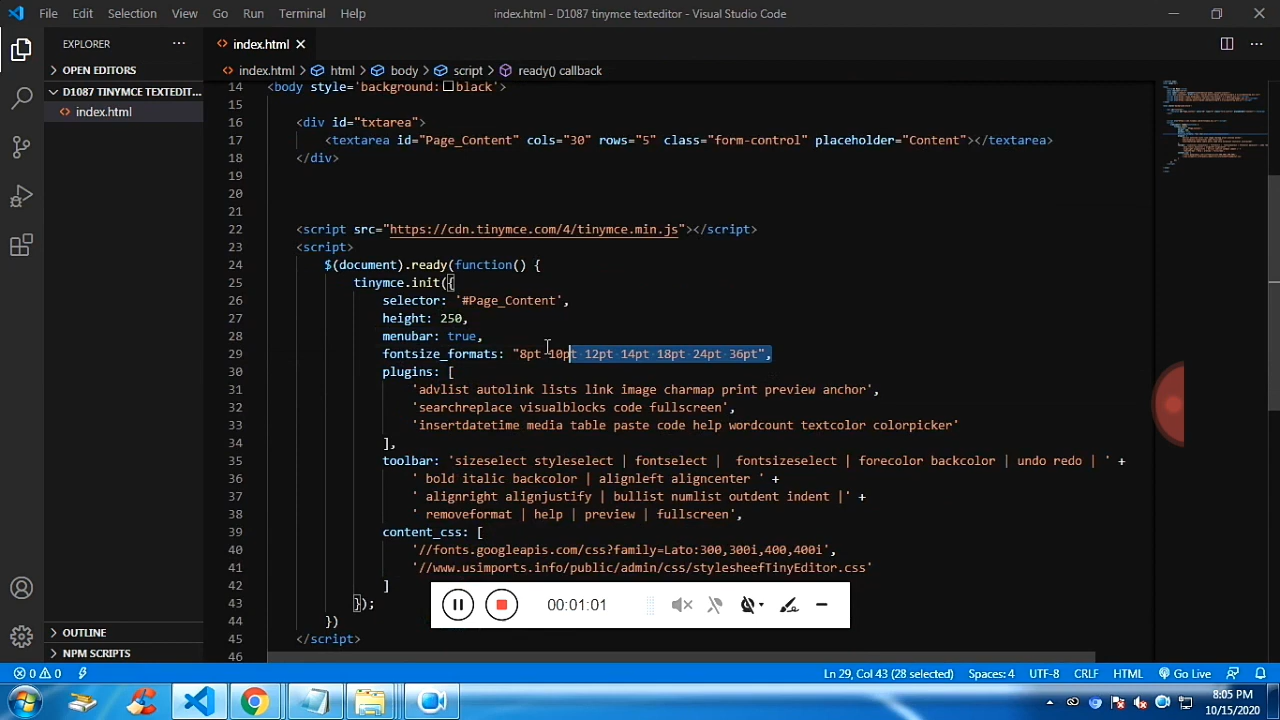 File Edit Selection View Go Run Terminal Help index.html - D1087 tinymce texteditor - Visual Studio Code
EXPLORER ··· <> index.html ×
OPEN EDITORS <> index.html > html > body > script > ready() callback
D1087 TINYMCE TEXTEDIT...
<> index.html
14 <body style='background: black'>
15
16 <div id="txtarea">
17 <textarea id="Page_Content" cols="30" rows="5" class="form-control" placeholder="Content"></textarea>
18 </div>
19
20
21
22 <script src="https://cdn.tinymce.com/4/tinymce.min.js"></script>
23 <script>
24 $(document).ready(function() {
25 tinymce.init({
26 selector: '#Page_Content',
27 height: 250,
28 menubar: true,
29 fontsize_formats: "8pt 10pt 12pt 14pt 18pt 24pt 36pt",
30 plugins: [
31 'advlist autolink lists link image charmap print preview anchor',
32 'searchreplace visualblocks code fullscreen',
33 'insertdatetime media table paste code help wordcount textcolor colorpicker'
34 ],
35 toolbar: 'sizeselect styleselect | fontselect |  fontsizeselect | forecolor backcolor | undo redo | ' +
36 ' bold italic backcolor | alignleft aligncenter ' +
37 ' alignright alignjustify | bullist numlist outdent indent |' +
38 ' removeformat | help | preview | fullscreen',
39 content_css: [
40 '//fonts.googleapis.com/css?family=Lato:300,300i,400,400i',
41 '//www.usimports.info/public/admin/css/stylesheefTinyEditor.css'
42 ]
43 });
44 })
45 </script>
46
00:01:01
OUTLINE
NPM SCRIPTS
0 0 Ln 29, Col 43 (28 selected) Spaces: 4 UTF-8 CRLF HTML Go Live
8:05 PM
10/15/2020